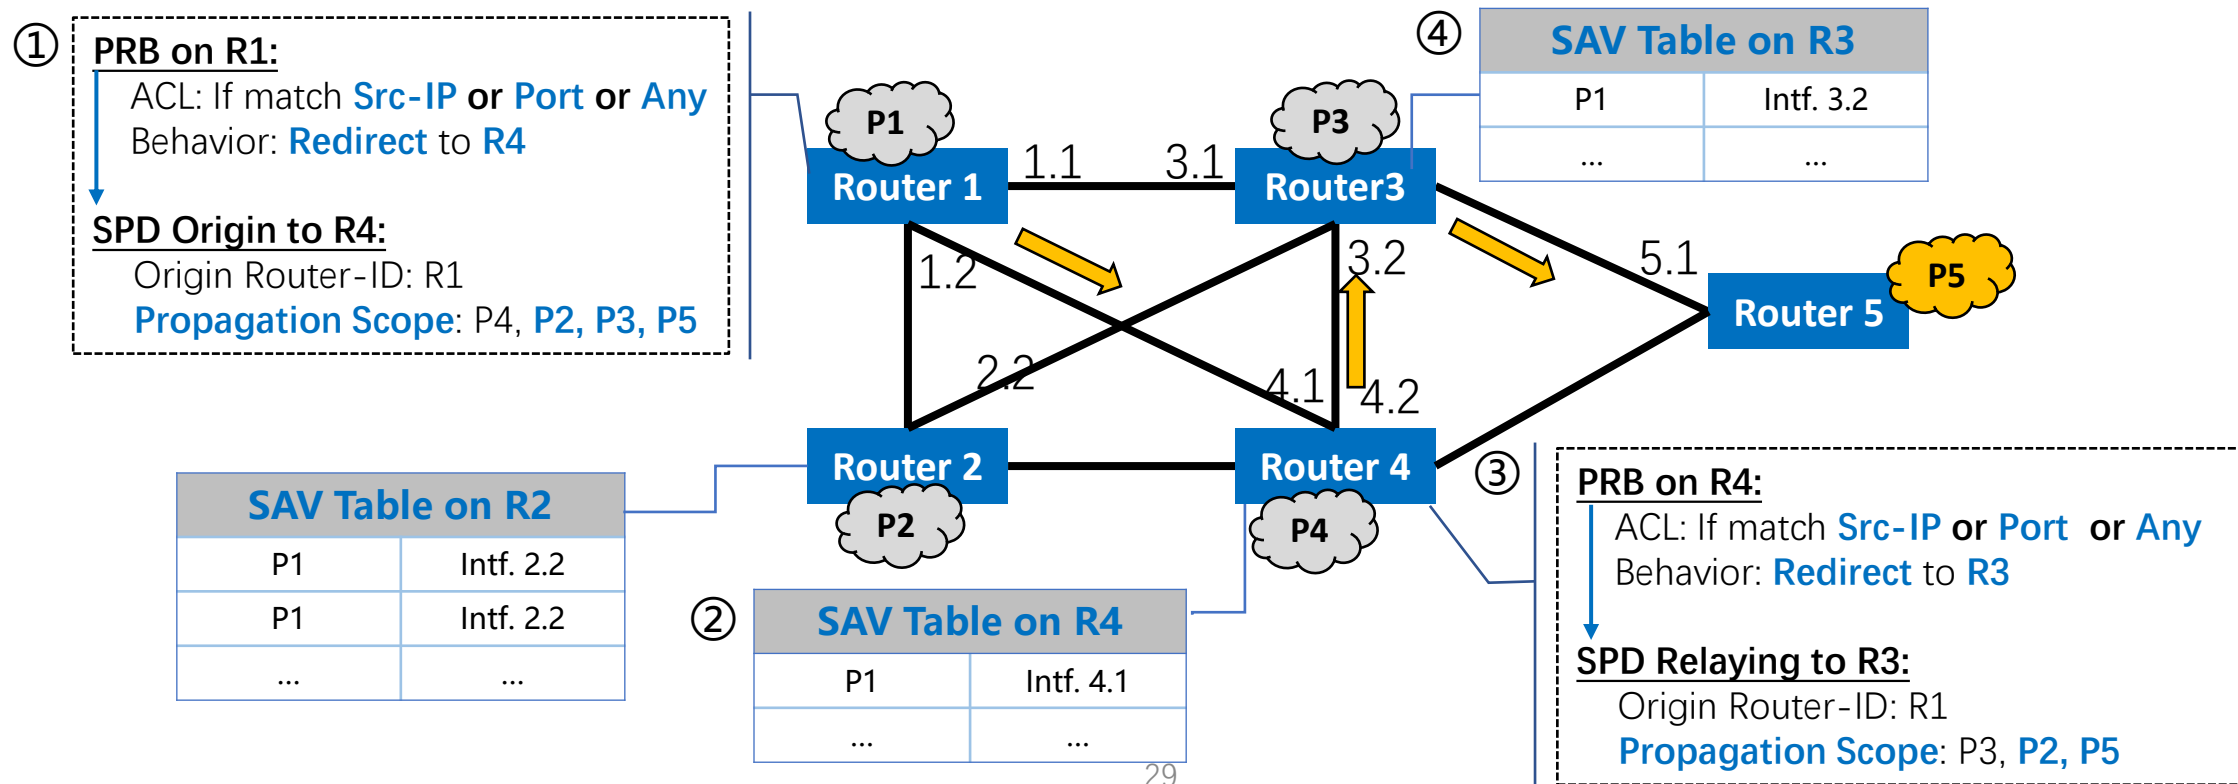 ①
PRB on R1:
ACL: If match Src-IP or Port or Any
Behavior: Redirect to R4
SPD Origin to R4:
Origin Router-ID: R1
Propagation Scope: P4, P2, P3, P5
P1
Router 1
1.1
3.1
1.2
P3
Router3
3.2
④
SAV Table on R3
P1 Intf. 3.2
... ...
5.1
P5
Router 5
2.2
4.1
4.2
Router 2
P2
Router 4
P4
SAV Table on R2
P1 Intf. 2.2
P1 Intf. 2.2
... ...
②
SAV Table on R4
P1 Intf. 4.1
... ...
③
PRB on R4:
ACL: If match Src-IP or Port or Any
Behavior: Redirect to R3
SPD Relaying to R3:
Origin Router-ID: R1
Propagation Scope: P3, P2, P5
29